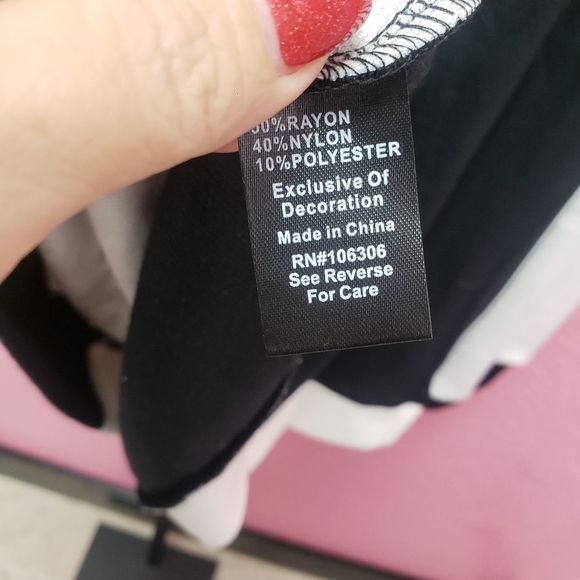 50%RAYON
40%NYLON
10%POLYESTER
Exclusive Of
Decoration
Made in China
RN#106306
See Reverse
For Care